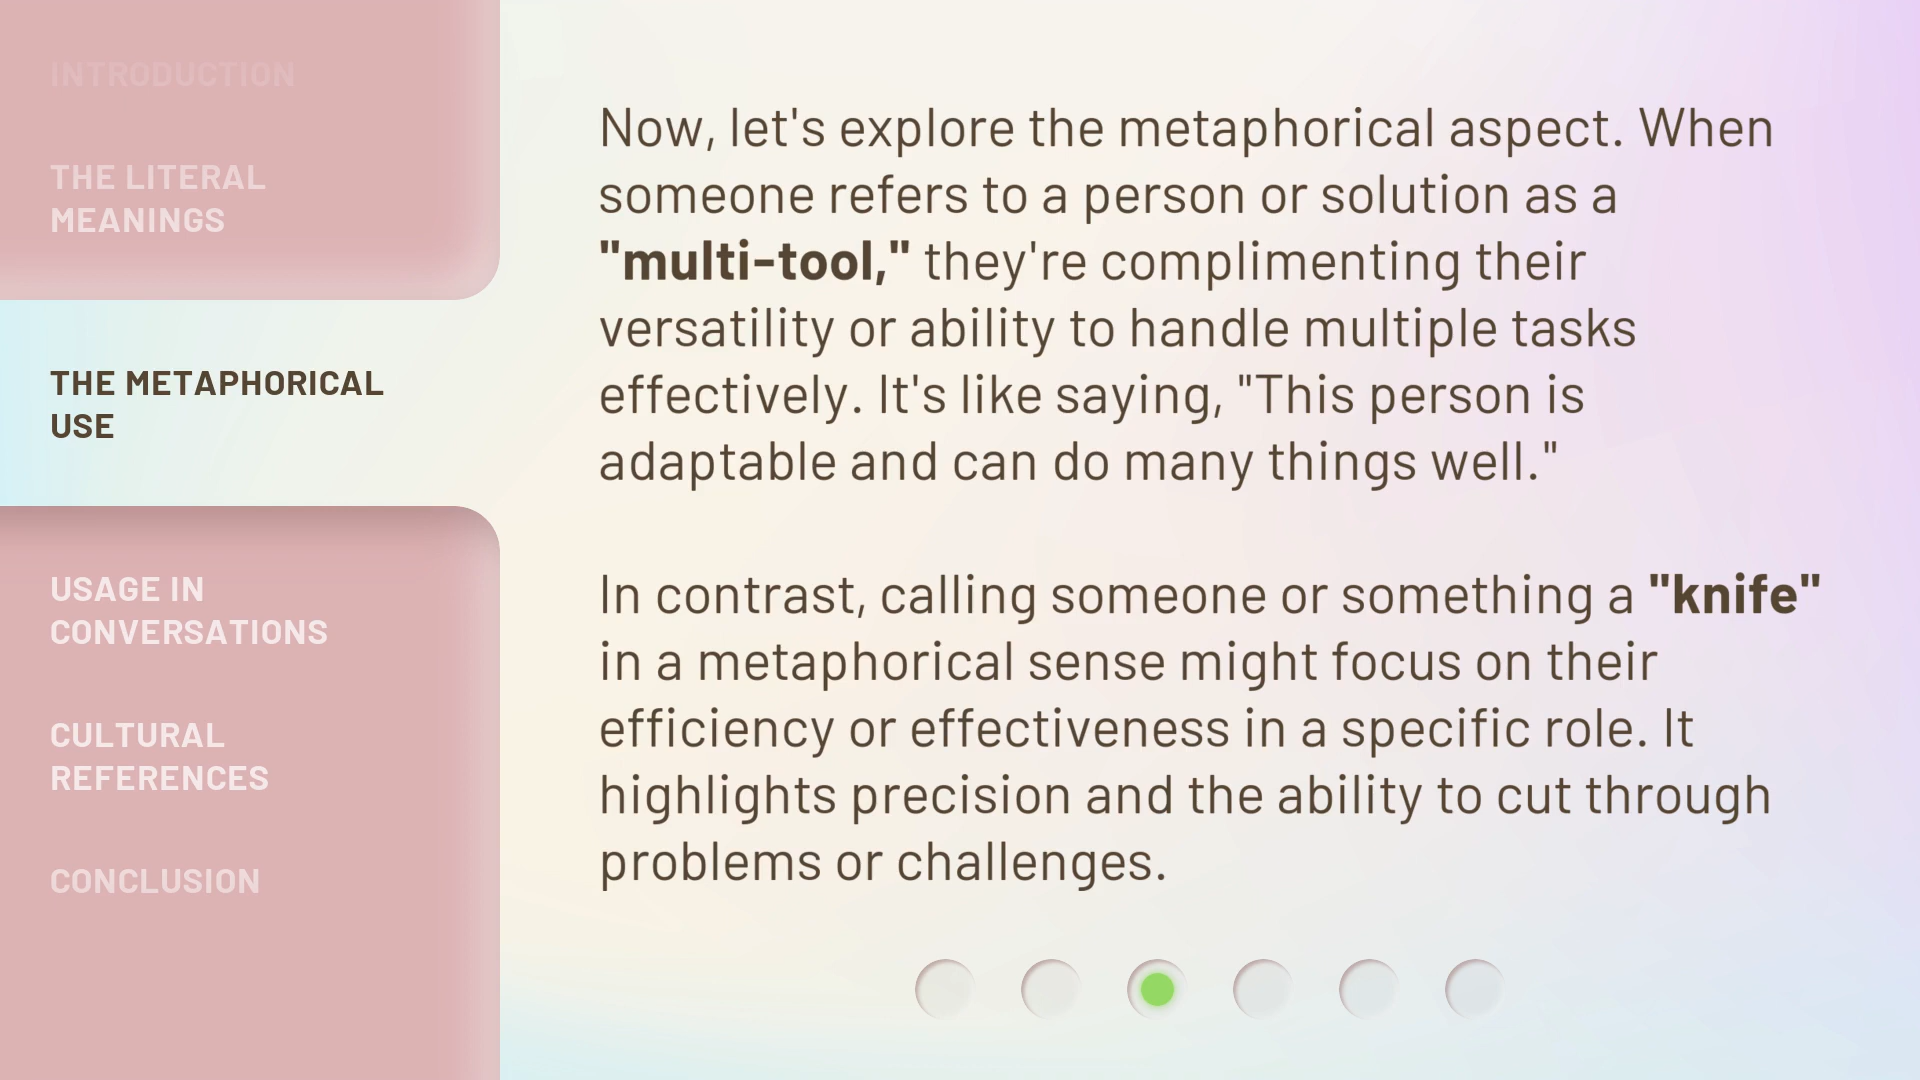 INTRODUCTION
THE LITERAL
MEANINGS
THE METAPHORICAL
USE
USAGE IN
CONVERSATIONS
CULTURAL
REFERENCES
CONCLUSION
Now, let's explore the metaphorical aspect. When
someone refers to a person or solution as a
"multi-tool," they're complimenting their
versatility or ability to handle multiple tasks
effectively. It's like saying, "This person is
adaptable and can do many things well."
In contrast, calling someone or something a "knife"
in a metaphorical sense might focus on their
efficiency or effectiveness in a specific role. It
highlights precision and the ability to cut through
problems or challenges.